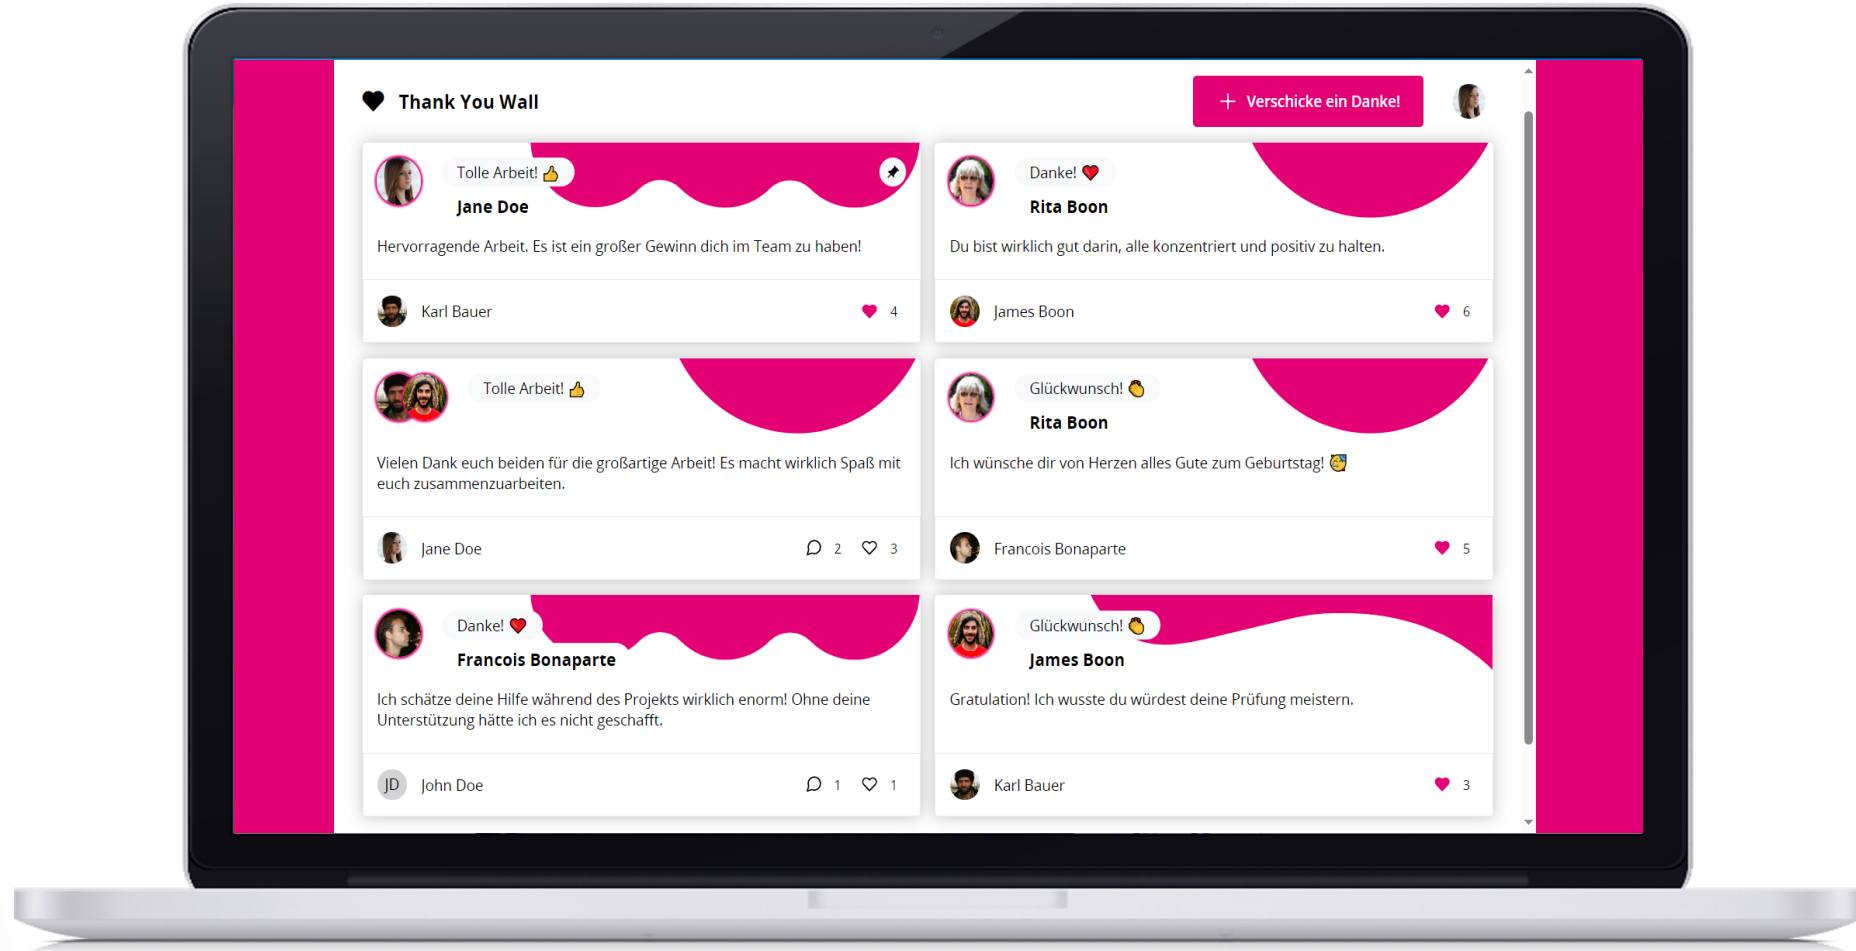 Thank You Wall
+ Verschicke ein Danke!
Tolle Arbeit! 👍
Jane Doe
Hervorragende Arbeit. Es ist ein großer Gewinn dich im Team zu haben!
Karl Bauer
4
Danke! ❤️
Rita Boon
Du bist wirklich gut darin, alle konzentriert und positiv zu halten.
James Boon
6
Tolle Arbeit! 👍
Vielen Dank euch beiden für die großartige Arbeit! Es macht wirklich Spaß mit
euch zusammenzuarbeiten.
Jane Doe
2 3
Glückwunsch! 👏
Rita Boon
Ich wünsche dir von Herzen alles Gute zum Geburtstag! 🥳
Francois Bonaparte
5
Danke! ❤️
Francois Bonaparte
Ich schätze deine Hilfe während des Projekts wirklich enorm! Ohne deine
Unterstützung hätte ich es nicht geschafft.
JD John Doe
1 1
Glückwunsch! 👏
James Boon
Gratulation! Ich wusste du würdest deine Prüfung meistern.
Karl Bauer
3